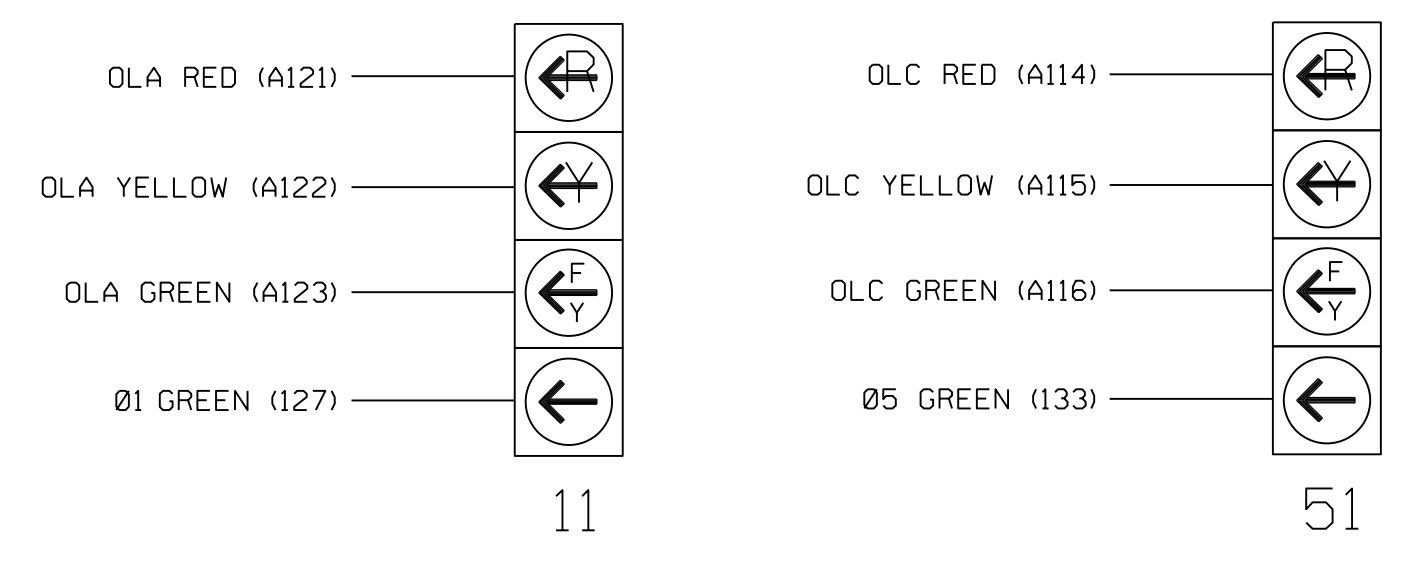 OLA RED (A121)
R
OLA YELLOW (A122)
Y
OLA GREEN (A123)
F
Y
Ø1 GREEN (127)
11
OLC RED (A114)
R
OLC YELLOW (A115)
Y
OLC GREEN (A116)
F
Y
Ø5 GREEN (133)
51